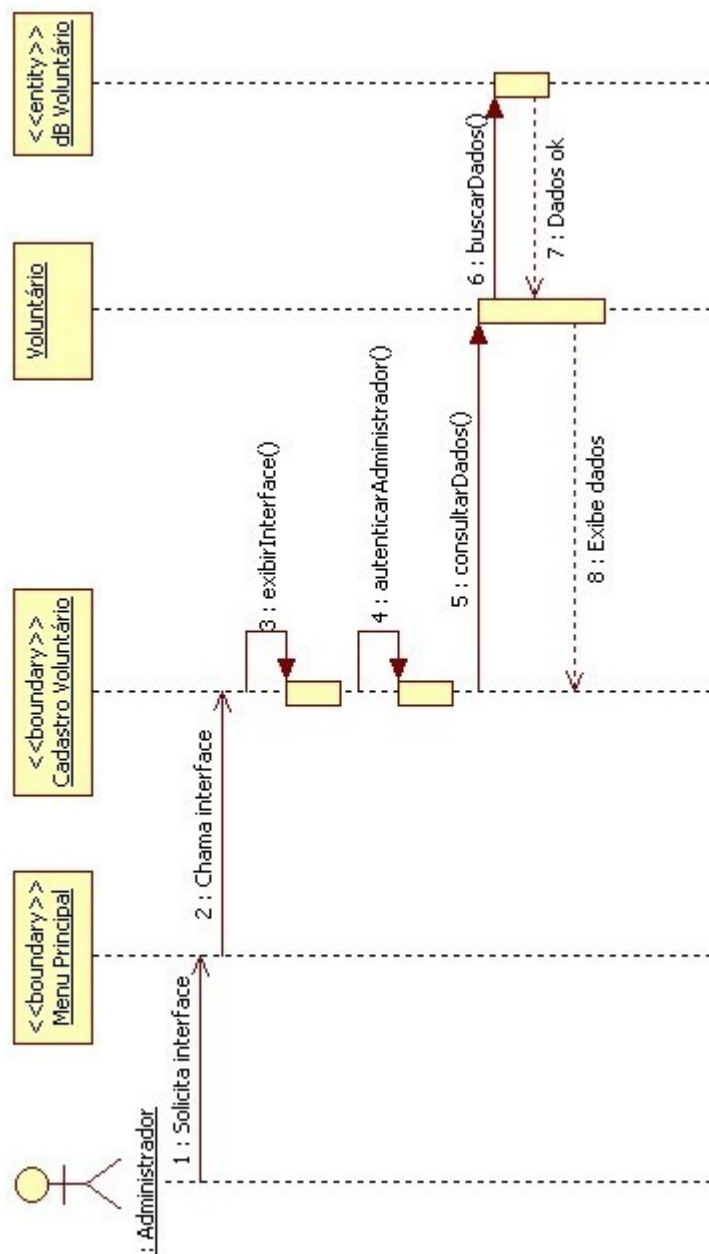 : Administrador
<<boundary>>
Menu Principal
<<boundary>>
Cadastro Voluntário
Voluntário
<<entity>>
dB Voluntário
1 : Solicita interface
2 : Chama interface
3 : exibirInterface()
4 : autenticarAdministrador()
5 : consultarDados()
6 : buscarDados()
7 : Dados ok
8 : Exibe dados